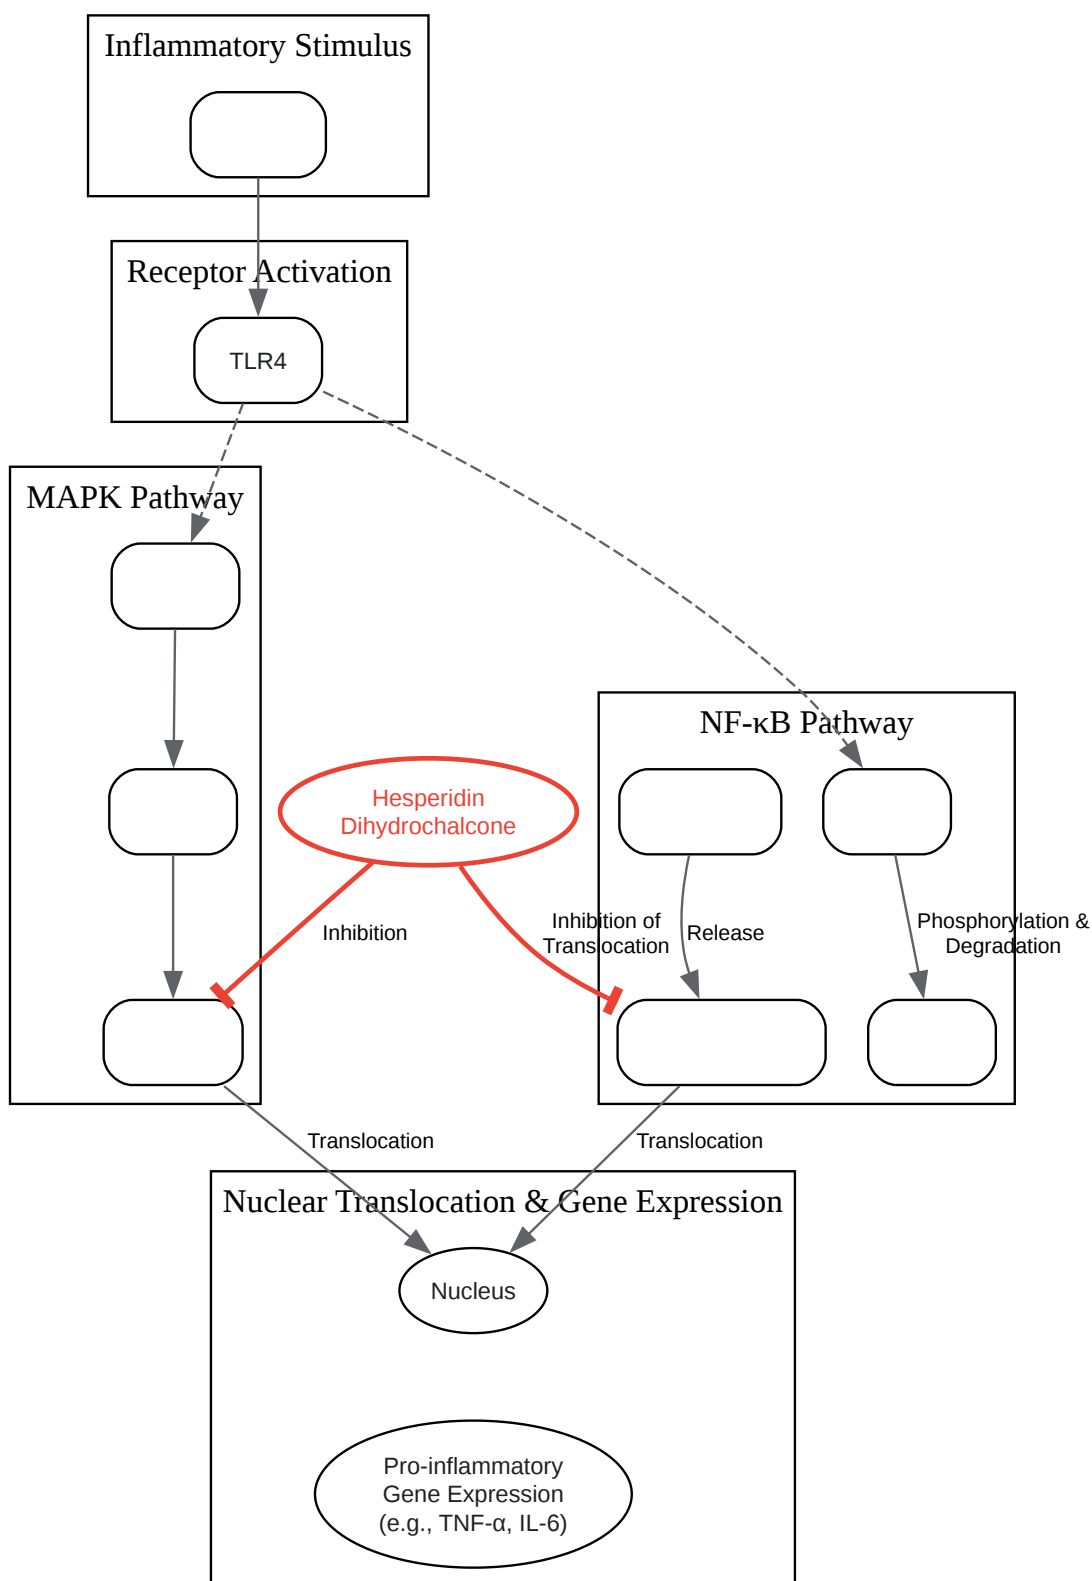 Inflammatory Stimulus
Receptor Activation
TLR4
MAPK Pathway
NF-κB Pathway
Hesperidin
Dihydrochalcone
Inhibition
Inhibition of
Translocation
Release
Phosphorylation &
Degradation
Translocation
Translocation
Nuclear Translocation & Gene Expression
Nucleus
Pro-inflammatory
Gene Expression
(e.g., TNF-α, IL-6)